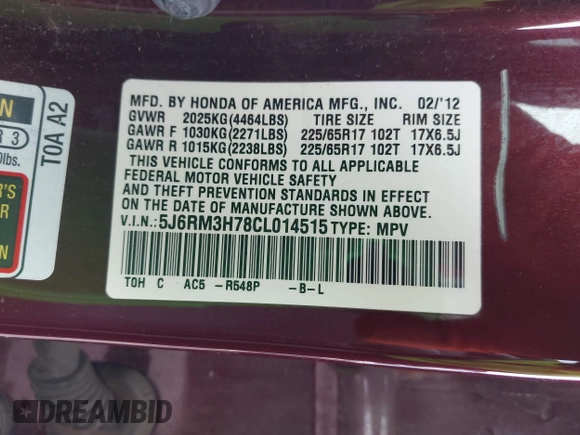 MFD. BY HONDA OF AMERICA MFG., INC. 02/'12
GVWR 2025KG(4464LBS) TIRE SIZE RIM SIZE
GAWR F 1030KG(2271LBS) 225/65R17 102T 17X6.5J
GAWR R 1015KG(2238LBS) 225/65R17 102T 17X6.5J
THIS VEHICLE CONFORMS TO ALL APPLICABLE
FEDERAL MOTOR VEHICLE SAFETY
AND THEFT PREVENTION STANDARDS IN EFFECT
ON THE DATE OF MANUFACTURE SHOWN ABOVE.
V.I.N.:5J6RM3H78CL014515 TYPE: MPV
TOH C AC5 -R548P -B-L
TOA A2
R 3
0lbs.
DREAMBID